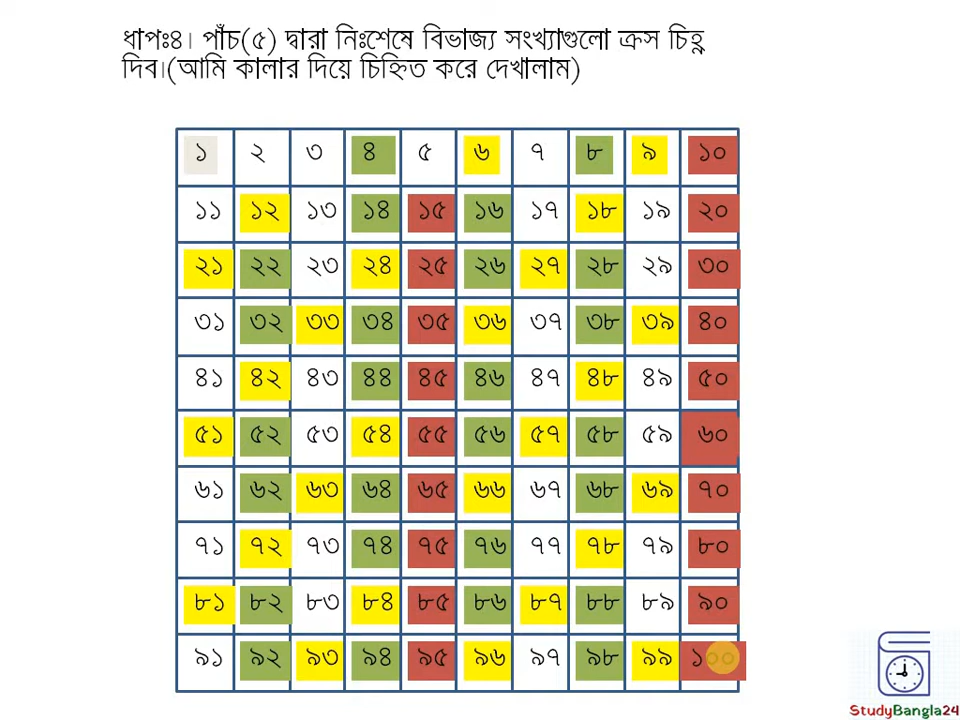 ধাপঃ৪। পাঁচ(৫) দ্বারা নিঃশেষে বিভাজ্য সংখ্যাগুলো ক্রস চিহ্ন
দিব।(আমি কালার দিয়ে চিহ্নিত করে দেখালাম)
১ ২ ৩ ৪ ৫ ৬ ৭ ৮ ৯ ১০
১১ ১২ ১৩ ১৪ ১৫ ১৬ ১৭ ১৮ ১৯ ২০
২১ ২২ ২৩ ২৪ ২৫ ২৬ ২৭ ২৮ ২৯ ৩০
৩১ ৩২ ৩৩ ৩৪ ৩৫ ৩৬ ৩৭ ৩৮ ৩৯ ৪০
৪১ ৪২ ৪৩ ৪৪ ৪৫ ৪৬ ৪৭ ৪৮ ৪৯ ৫০
৫১ ৫২ ৫৩ ৫৪ ৫৫ ৫৬ ৫৭ ৫৮ ৫৯ ৬০
৬১ ৬২ ৬৩ ৬৪ ৬৫ ৬৬ ৬৭ ৬৮ ৬৯ ৭০
৭১ ৭২ ৭৩ ৭৪ ৭৫ ৭৬ ৭৭ ৭৮ ৭৯ ৮০
৮১ ৮২ ৮৩ ৮৪ ৮৫ ৮৬ ৮৭ ৮৮ ৮৯ ৯০
৯১ ৯২ ৯৩ ৯৪ ৯৫ ৯৬ ৯৭ ৯৮ ৯৯ ১০০
StudyBangla24